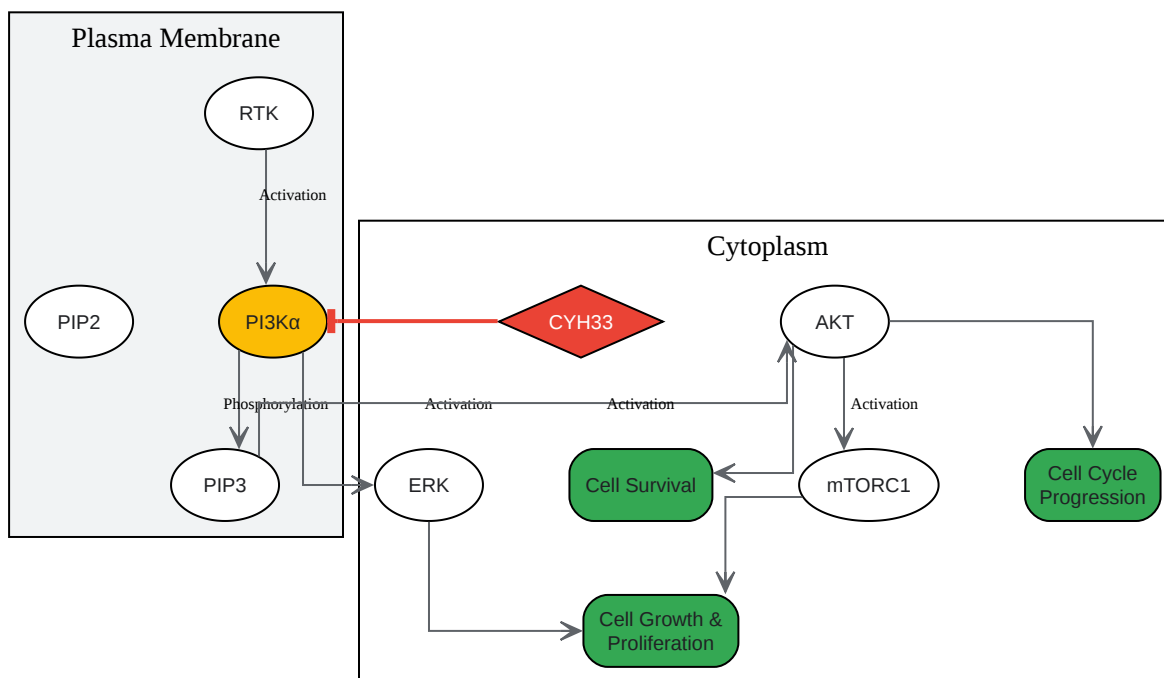 Plasma Membrane
RTK
Activation
Cytoplasm
PIP2
PI3Kα
CYH33
AKT
Phosphorylation
Activation
Activation
Activation
PIP3
ERK
Cell Survival
mTORC1
Cell Cycle
Progression
Cell Growth &
Proliferation